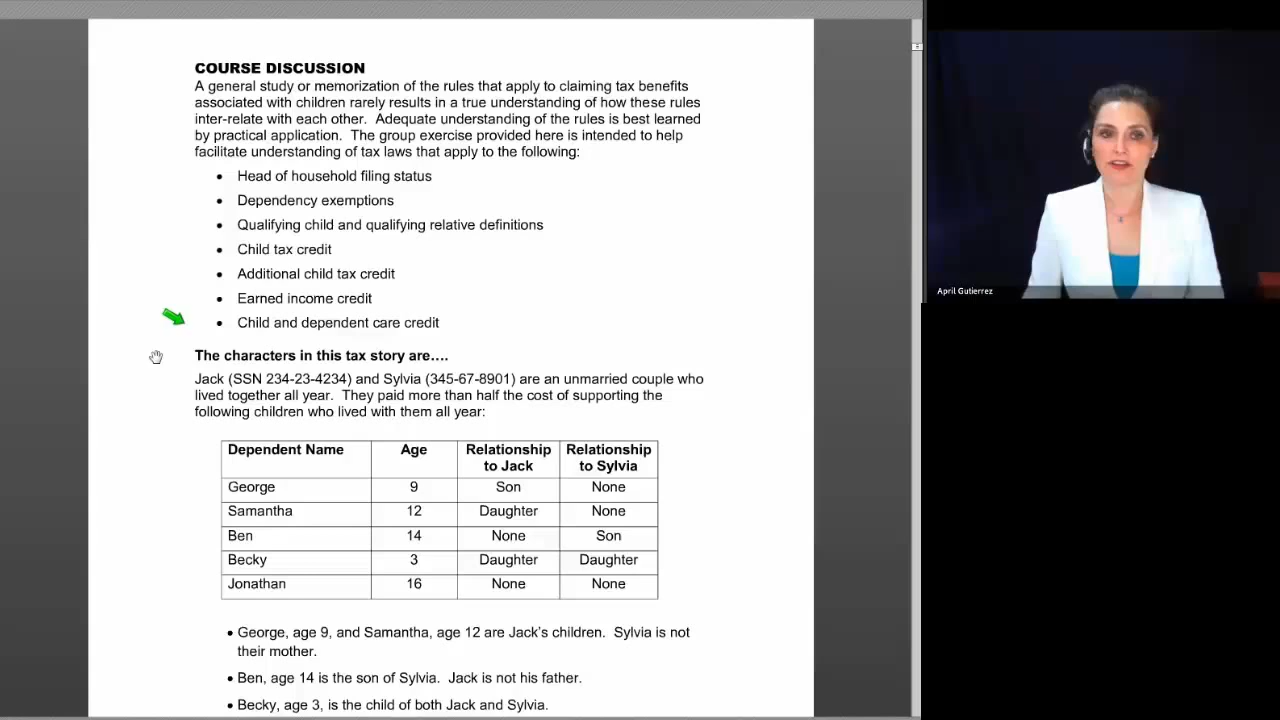 COURSE DISCUSSION
A general study or memorization of the rules that apply to claiming tax benefits
associated with children rarely results in a true understanding of how these rules
inter-relate with each other.  Adequate understanding of the rules is best learned
by practical application.  The group exercise provided here is intended to help
facilitate understanding of tax laws that apply to the following:
• Head of household filing status
• Dependency exemptions
• Qualifying child and qualifying relative definitions
• Child tax credit
• Additional child tax credit
• Earned income credit
• Child and dependent care credit
The characters in this tax story are….
Jack (SSN 234-23-4234) and Sylvia (345-67-8901) are an unmarried couple who
lived together all year.  They paid more than half the cost of supporting the
following children who lived with them all year:
Dependent Name Age Relationship to Jack Relationship to Sylvia
George 9 Son None
Samantha 12 Daughter None
Ben 14 None Son
Becky 3 Daughter Daughter
Jonathan 16 None None
• George, age 9, and Samantha, age 12 are Jack's children.  Sylvia is not
their mother.
• Ben, age 14 is the son of Sylvia.  Jack is not his father.
• Becky, age 3, is the child of both Jack and Sylvia.
April Gutierrez